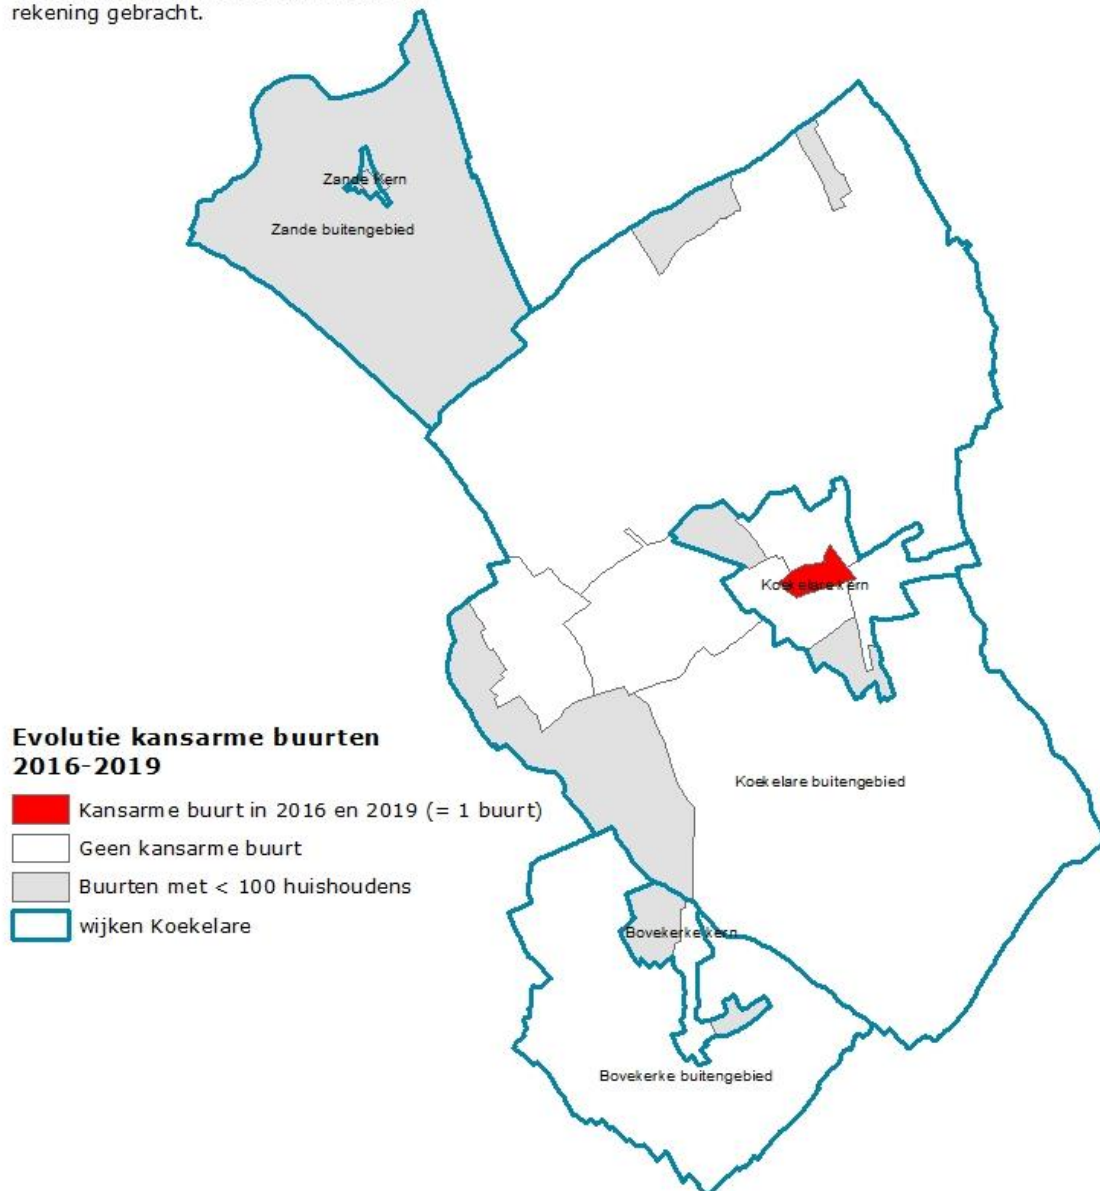 rekening gebracht.
Zande Kern
Zande buitengebied
Koekelare kern
Evolutie kansarme buurten
2016-2019
Koekelare buitengebied
Kansarme buurt in 2016 en 2019 (= 1 buurt)
Geen kansarme buurt
Buurten met < 100 huishoudens
wijken Koekelare
Bovekerke kern
Bovekerke buitengebied